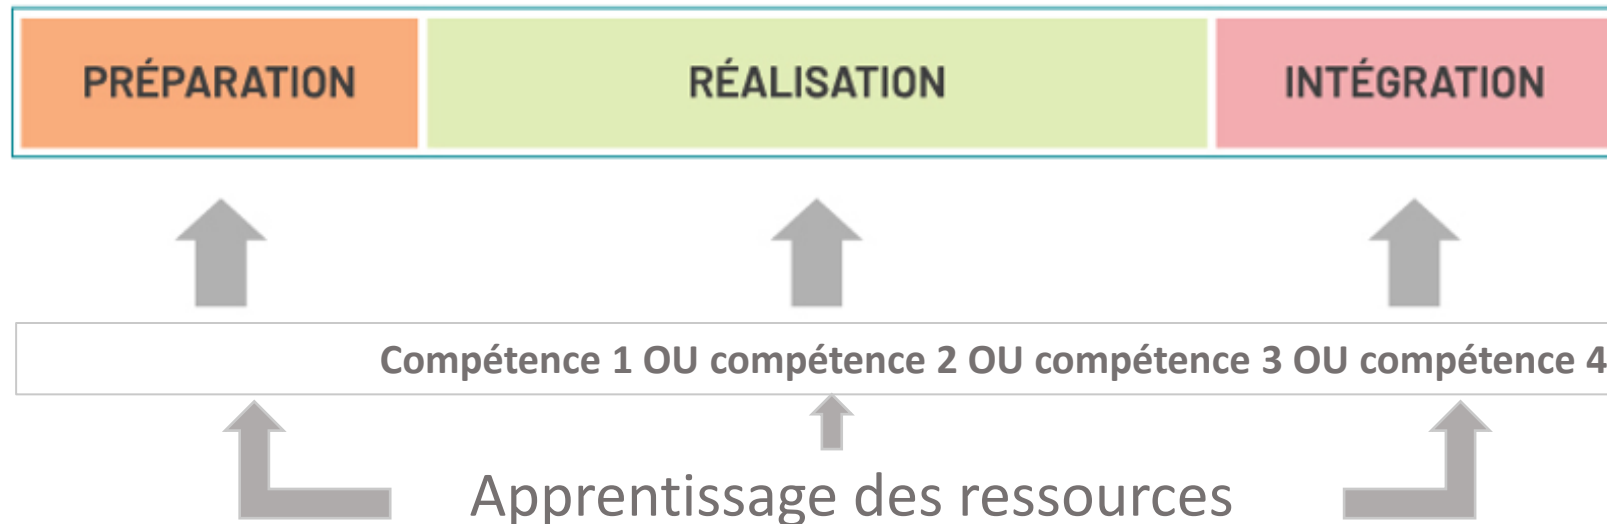 PRÉPARATION
RÉALISATION
INTÉGRATION
Compétence 1 OU compétence 2 OU compétence 3 OU compétence 4
Apprentissage des ressources